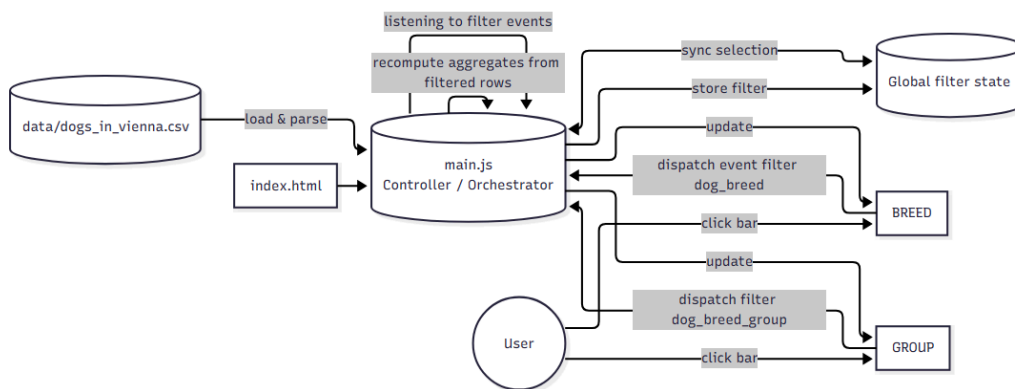 listening to filter events
recompute aggregates from
filtered rows
sync selection
Global filter state
store filter
data/dogs_in_vienna.csv
load & parse
update
main.js
Controller / Orchestrator
dispatch event filter
dog_breed
index.html
BREED
click bar
update
dispatch filter
dog_breed_group
User
GROUP
click bar